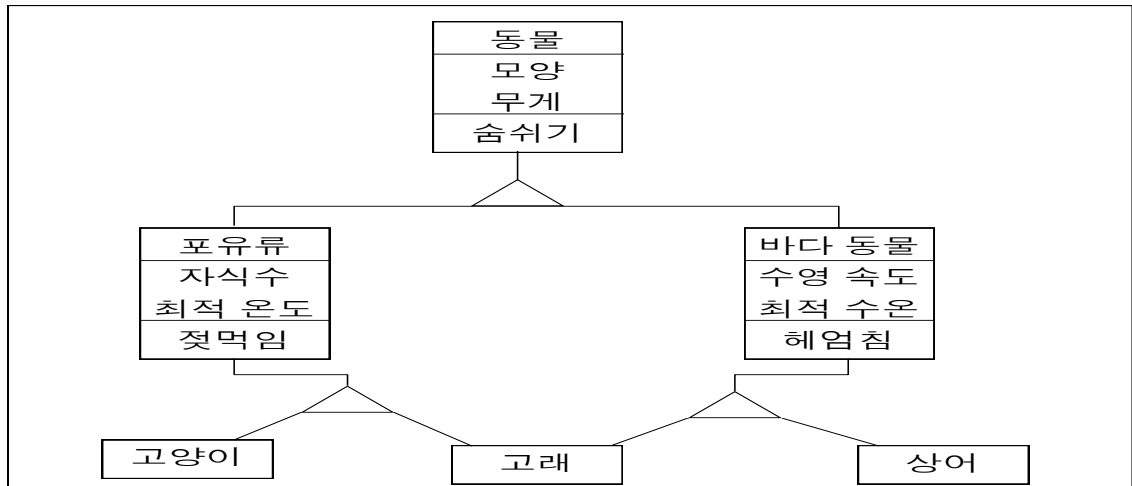 동물
모양
무게
숨쉬기
포유류
자식수
최적 온도
젖먹임
바다 동물
수영 속도
최적 수온
헤엄침
고양이
고래
상어